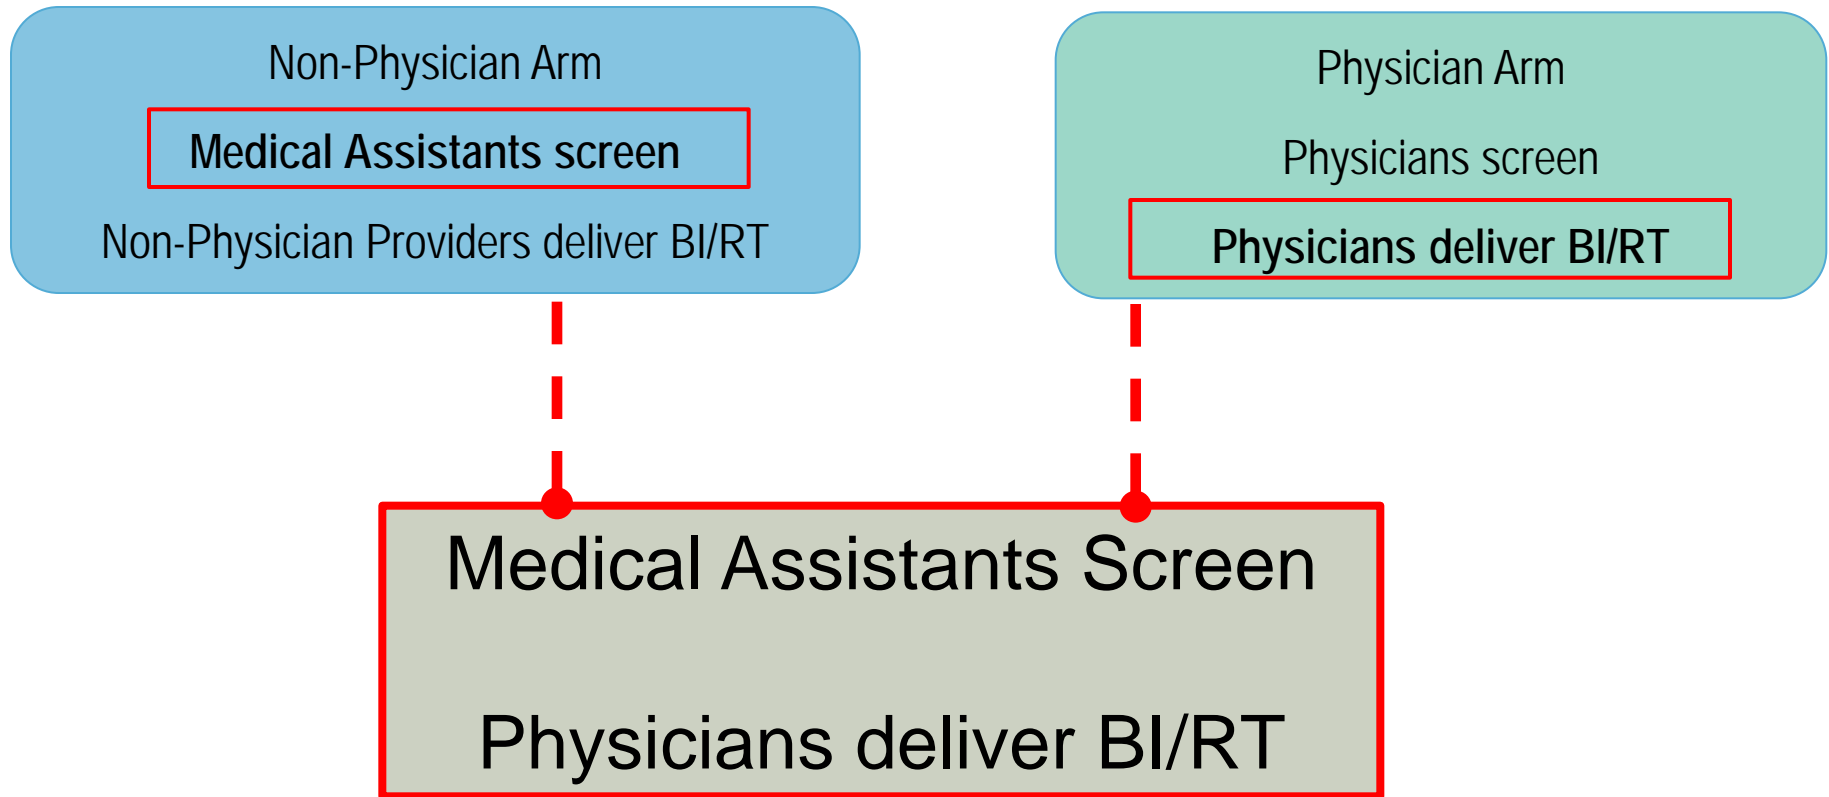 Non-Physician Arm
Medical Assistants screen
Non-Physician Providers deliver BI/RT
Physician Arm
Physicians screen
Physicians deliver BI/RT
Medical Assistants Screen
Physicians deliver BI/RT